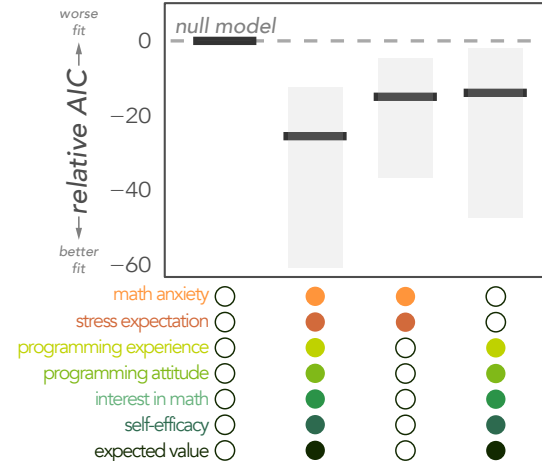 worse
fit
relative AIC
better
fit
null model
0
−20
−40
−60
math anxiety
stress expectation
programming experience
programming attitude
interest in math
self-efficacy
expected value